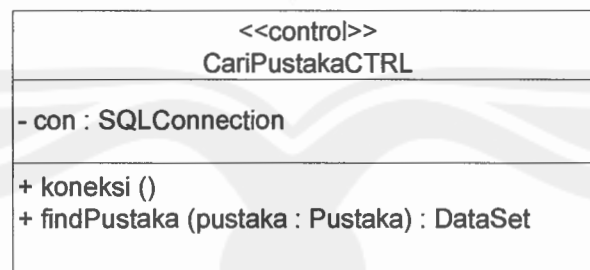 <<control>>
CariPustakaCTRL
- con : SQLConnection
+ koneksi ()
+ findPustaka (pustaka : Pustaka) : DataSet